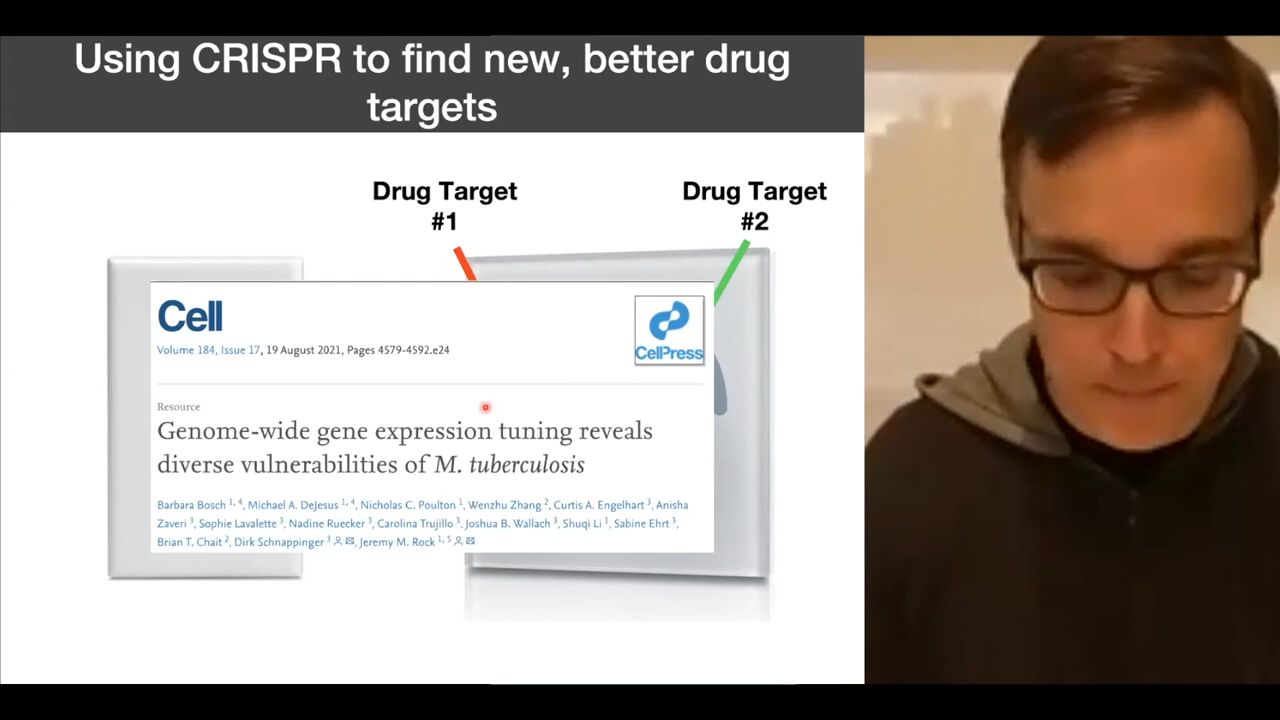 Using CRISPR to find new, better drug
targets
Drug Target
#1
Drug Target
#2
Cell
CellPress
Volume 184, Issue 17, 19 August 2021, Pages 4579-4592.e24
Resource
Genome-wide gene expression tuning reveals
diverse vulnerabilities of M. tuberculosis
Barbara Bosch 1, 4, Michael A. DeJesus 1, 4, Nicholas C. Poulton 1, Wenzhu Zhang 2, Curtis A. Engelhart 3, Anisha
Zaveri 3, Sophie Lavalette 3, Nadine Ruecker 3, Carolina Trujillo 3, Joshua B. Wallach 3, Shuqi Li 1, Sabine Ehrt 3,
Brian T. Chait 2, Dirk Schnappinger 3, Jeremy M. Rock 1, 5